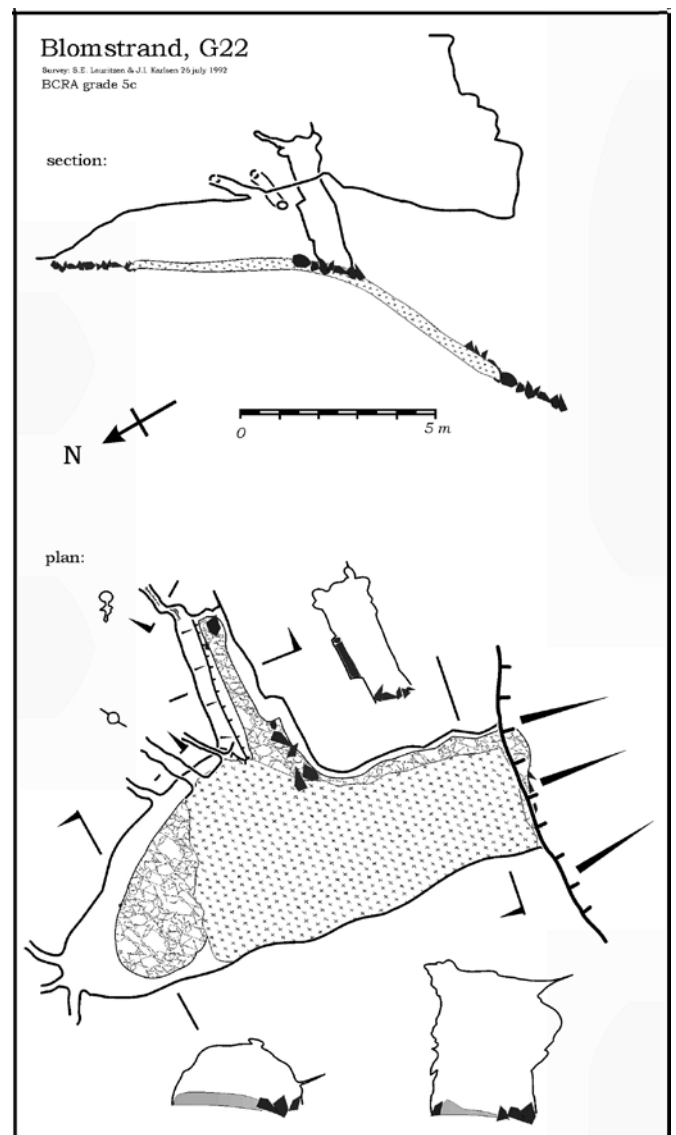 Blomstrand, G22
Survey: S.E. Lauritzen & J.I. Karlsen 26 july 1992
BCRA grade 5c
section:
N
0 5 m
plan: